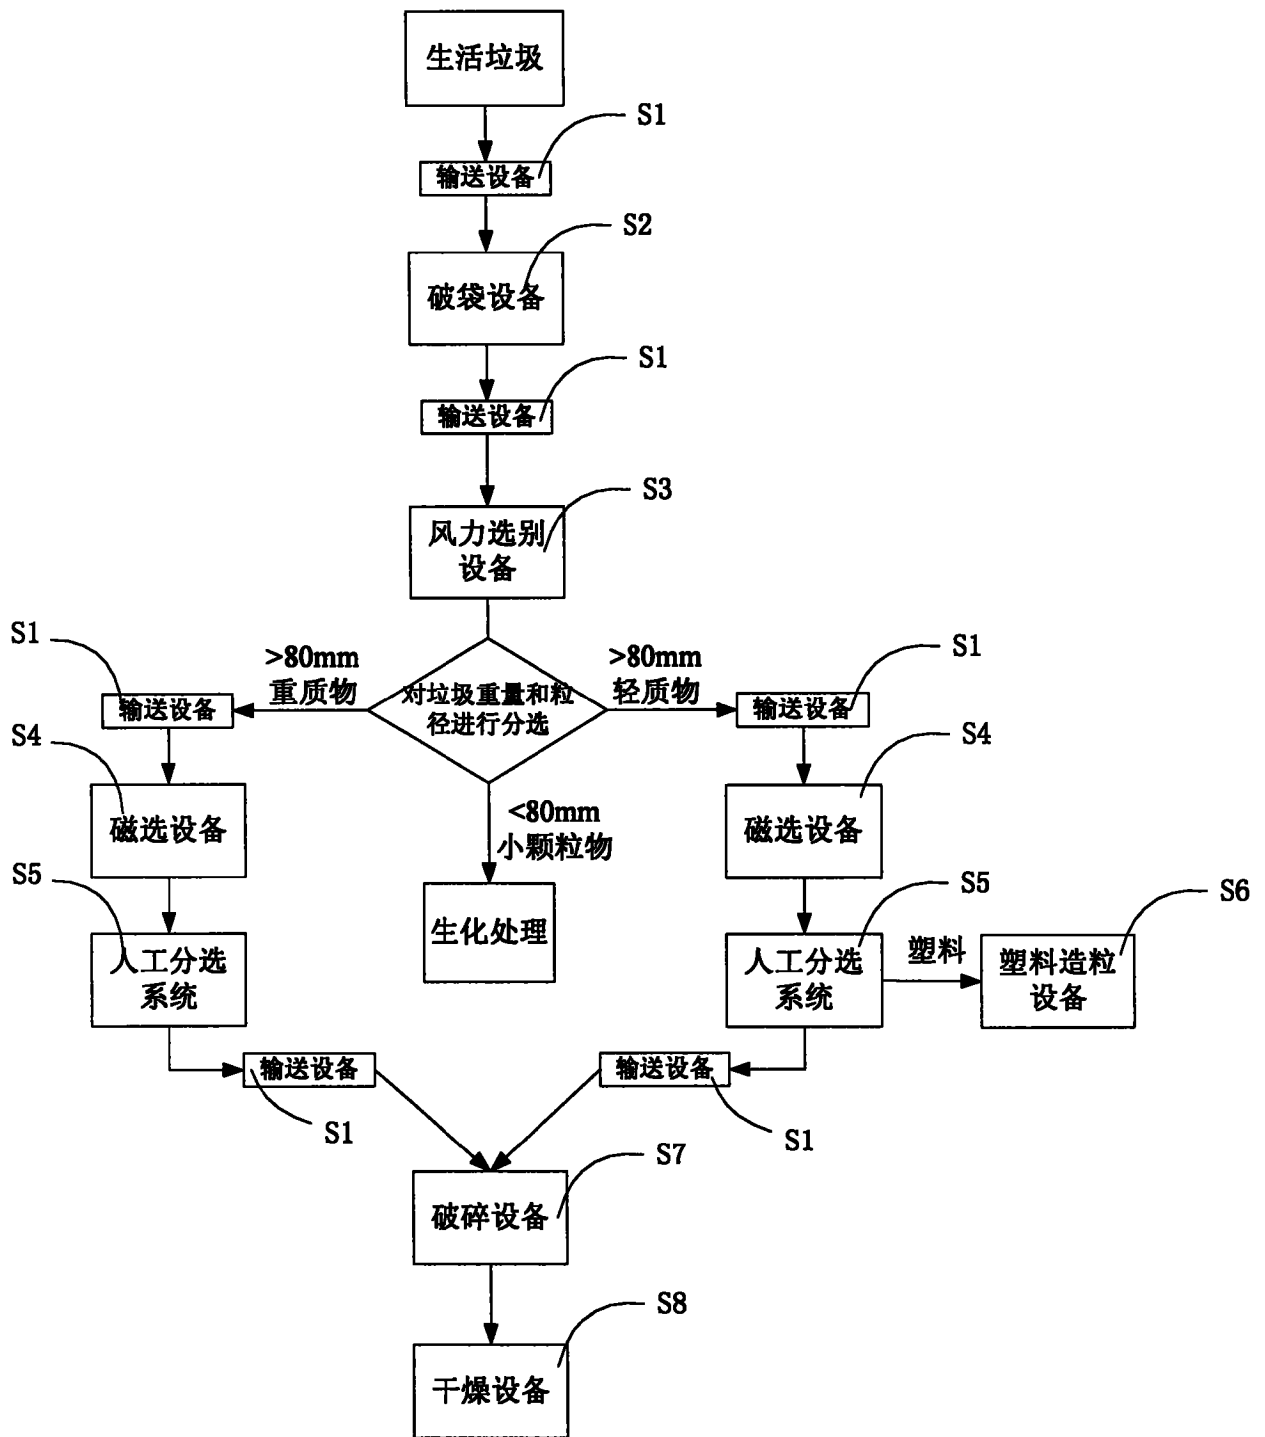 生活垃圾
S1
输送设备
S2
破袋设备
S1
输送设备
S3
风力选别
设备
S1
>80mm
重质物
>80mm
轻质物
S1
输送设备
对垃圾重量和粒
径进行分选
输送设备
S4
S4
磁选设备
<80mm
小颗粒物
磁选设备
S5
S5
S6
人工分选
系统
生化处理
人工分选
系统
塑料
塑料造粒
设备
输送设备
输送设备
S1
S1
S7
破碎设备
S8
干燥设备